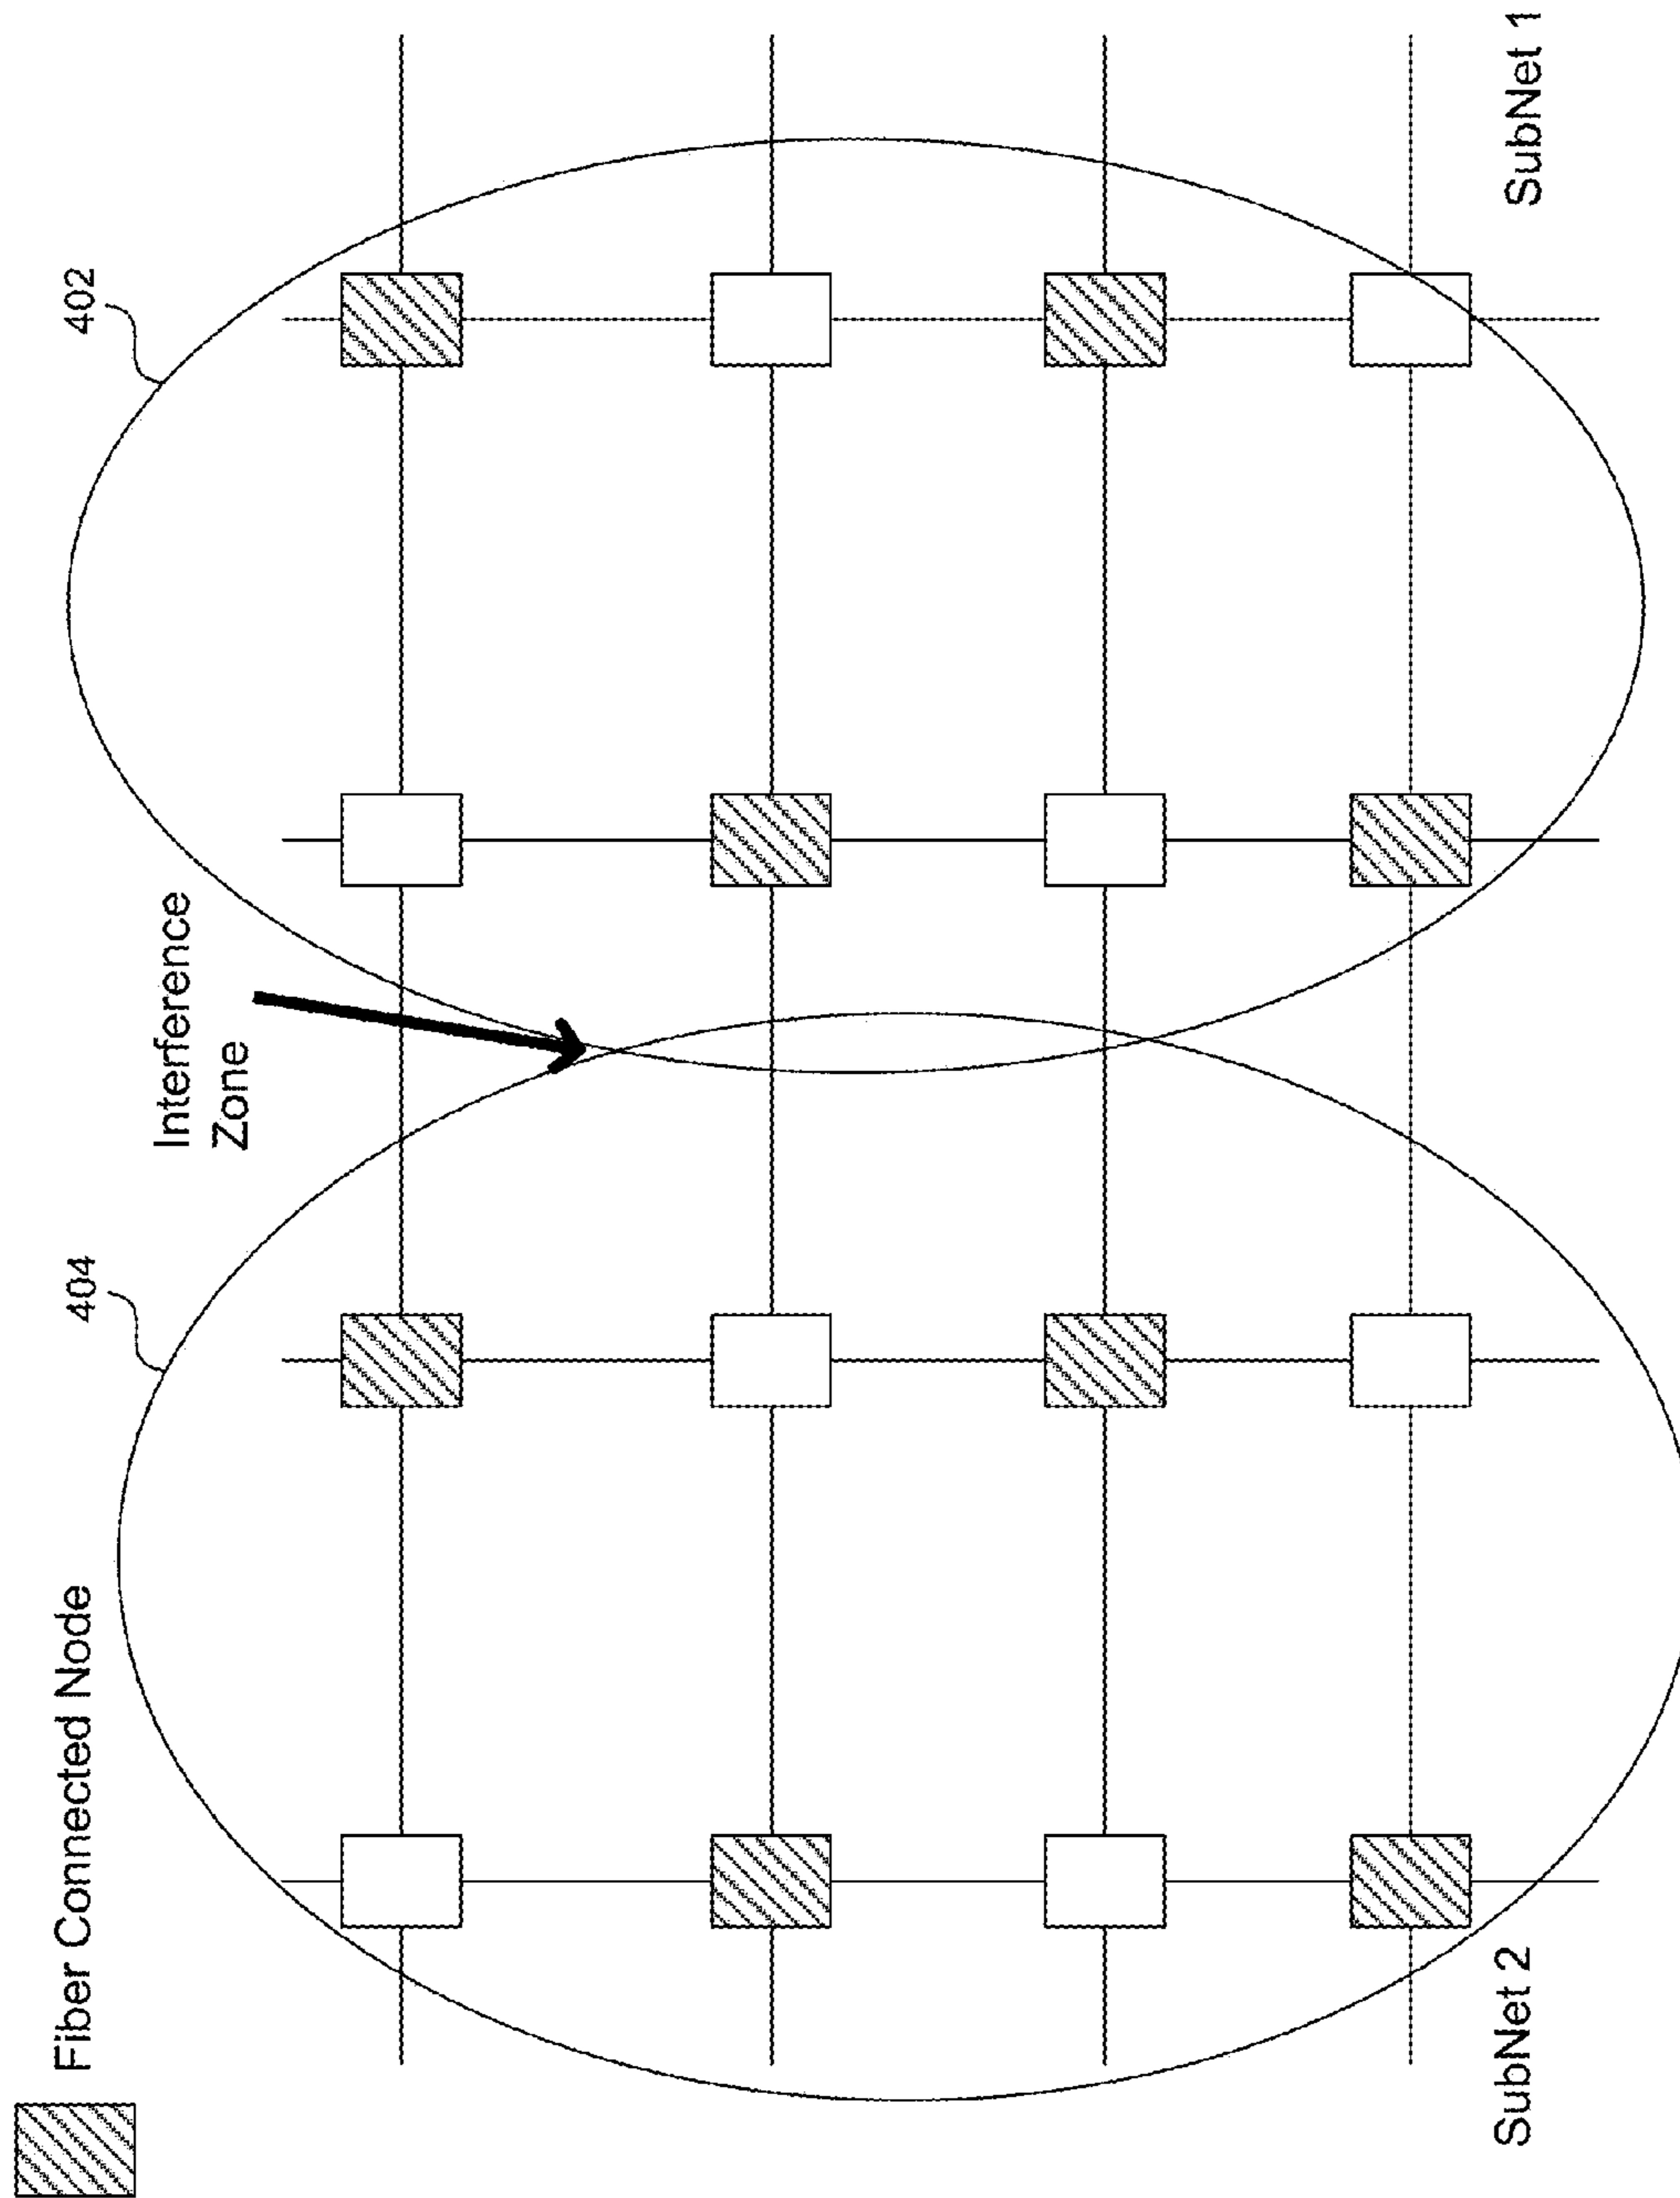 Fiber Connected Node
404
402
Interference
Zone
SubNet 2
SubNet 1